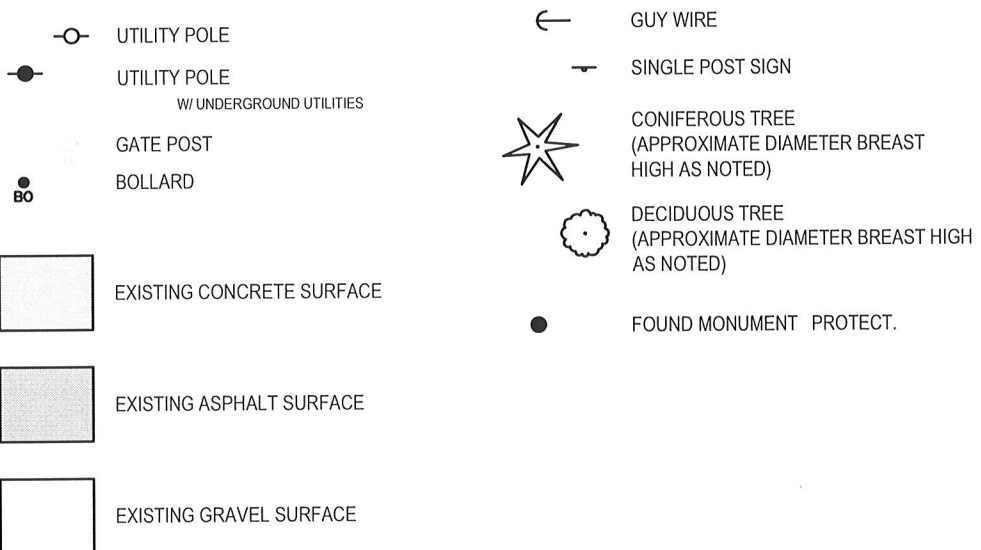 UTILITY POLE
UTILITY POLE
W/ UNDERGROUND UTILITIES
GATE POST
BO
BOLLARD
EXISTING CONCRETE SURFACE
EXISTING ASPHALT SURFACE
EXISTING GRAVEL SURFACE
GUY WIRE
SINGLE POST SIGN
CONIFEROUS TREE
(APPROXIMATE DIAMETER BREAST
HIGH AS NOTED)
DECIDUOUS TREE
(APPROXIMATE DIAMETER BREAST HIGH
AS NOTED)
FOUND MONUMENT PROTECT.